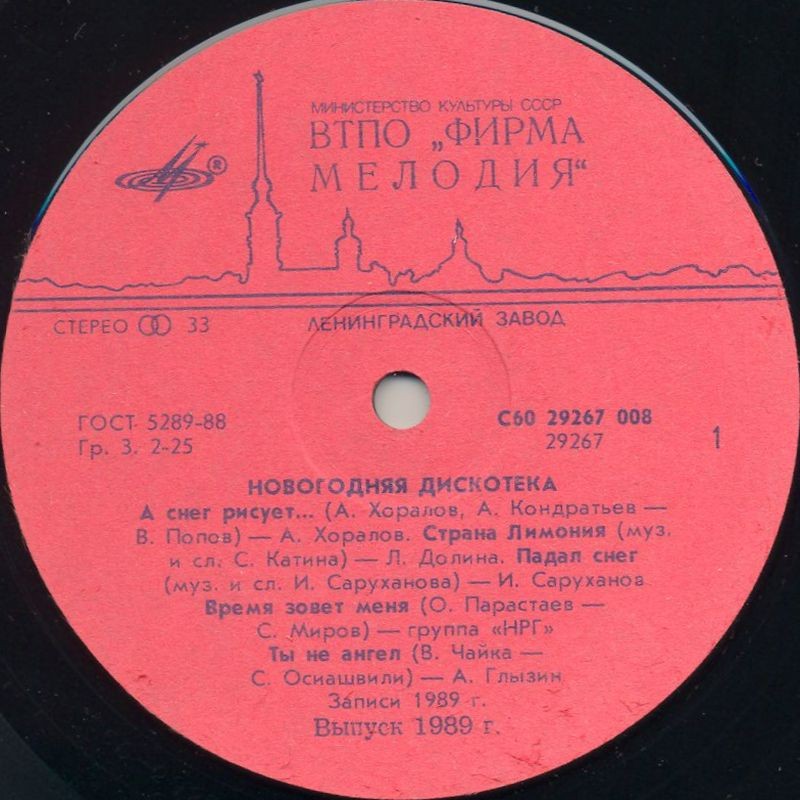 МИНИСТЕРСТВО КУЛЬТУРЫ СССР
ВТПО „ФИРМА
МЕЛОДИЯ“
®
СТЕРЕО 33
ЛЕНИНГРАДСКИЙ ЗАВОД
ГОСТ 5289-88
Гр. 3. 2-25
С60 29267 008
29267
1
НОВОГОДНЯЯ ДИСКОТЕКА
А снег рисует... (А. Хоралов, А. Кондратьев —
В. Попов) — А. Хоралов. Страна Лимония (муз.
и сл. С. Катина) — Л. Долина. Падал снег
(муз. и сл. И. Саруханова) — И. Саруханов
Время зовет меня (О. Парастаев —
С. Миров) — группа «НРГ»
Ты не ангел (В. Чайка —
С. Осиашвили) — А. Глызин
Записи 1989 г.
Выпуск 1989 г.